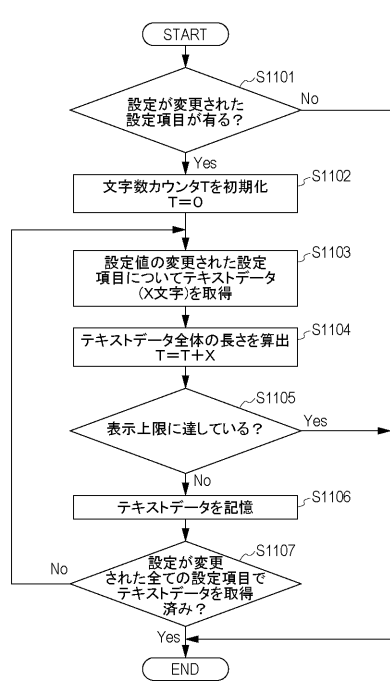 START
S1101
設定が変更された
設定項目が有る?
No
Yes
S1102
文字数カウンタTを初期化
T=0
S1103
設定値の変更された設定
項目についてテキストデータ
(X文字)を取得
S1104
テキストデータ全体の長さを算出
T=T+X
S1105
表示上限に達している?
Yes
No
S1106
テキストデータを記憶
S1107
設定が変更
された全ての設定項目で
テキストデータを取得
済み?
No
Yes
END